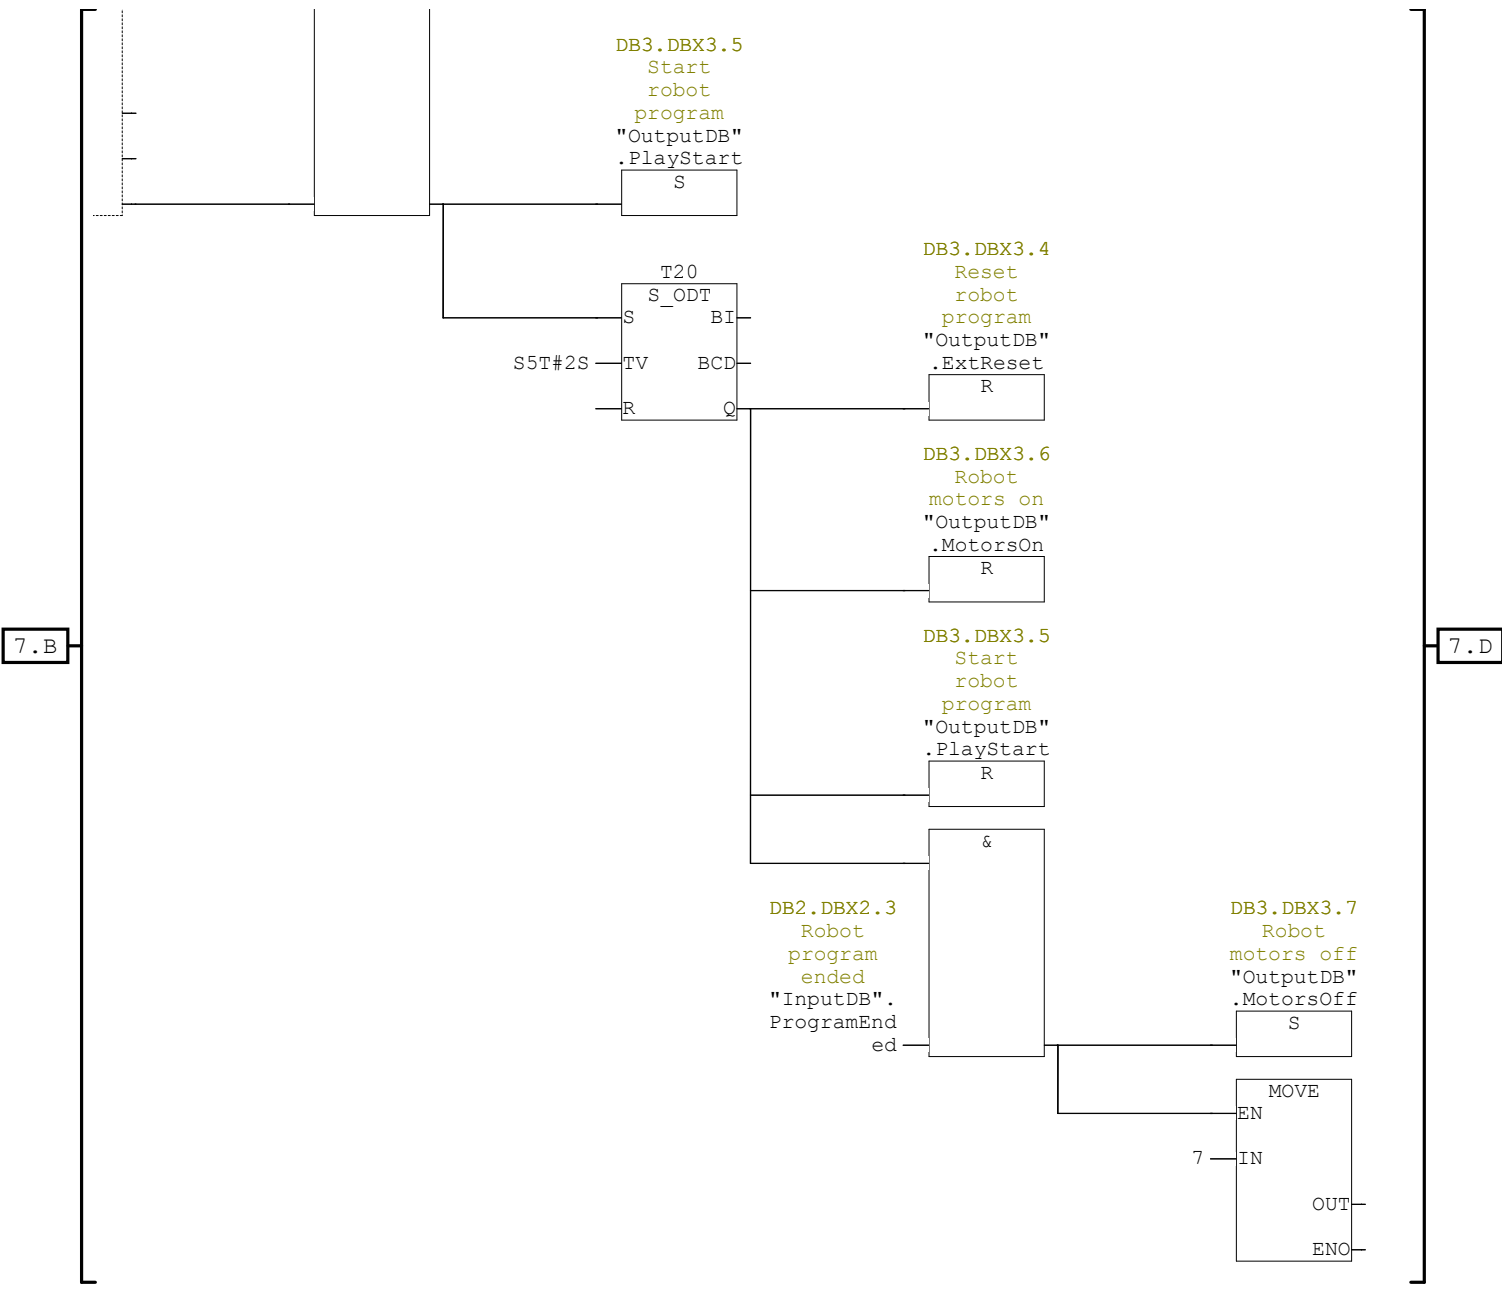 DB3.DBX3.5
Start
robot
program
"OutputDB"
.PlayStart
S
T20
S_ODT
S BI
S5T#2S TV BCD
R Q
DB3.DBX3.4
Reset
robot
program
"OutputDB"
.ExtReset
R
DB3.DBX3.6
Robot
motors on
"OutputDB"
.MotorsOn
R
7.B
7.D
DB3.DBX3.5
Start
robot
program
"OutputDB"
.PlayStart
R
&
DB2.DBX2.3
Robot
program
ended
"InputDB".
ProgramEnd
ed
DB3.DBX3.7
Robot
motors off
"OutputDB"
.MotorsOff
S
MOVE
EN
7 IN
OUT
ENO